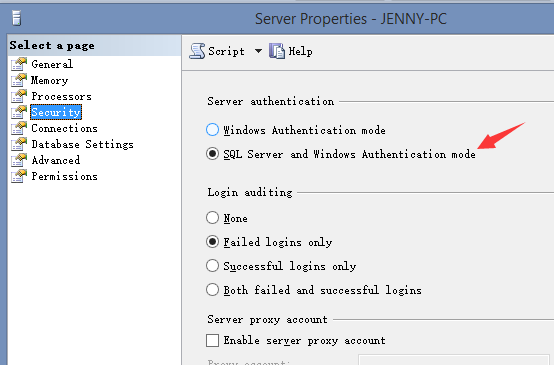 Server Properties - JENNY-PC
Select a page
General
Memory
Processors
Security
Connections
Database Settings
Advanced
Permissions
Script
Help
Server authentication
Windows Authentication mode
SQL Server and Windows Authentication mode
Login auditing
None
Failed logins only
Successful logins only
Both failed and successful logins
Server proxy account
Enable server proxy account
Proxy account: